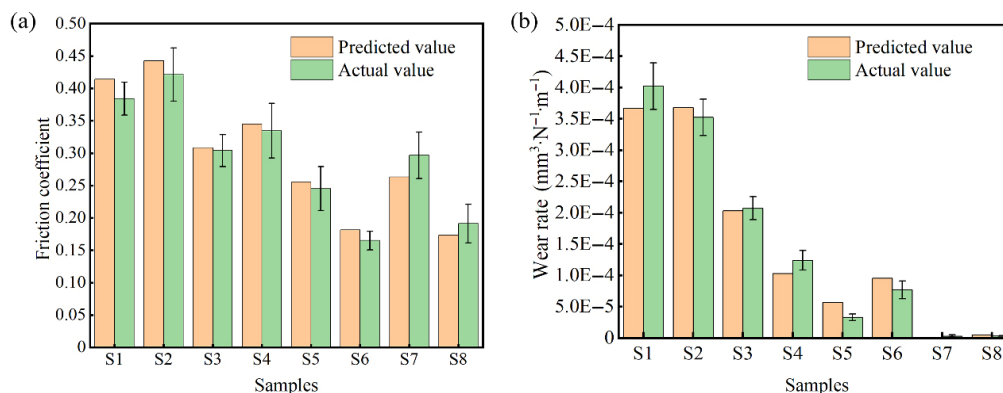 (a)
0.50
0.45
0.40
0.35
0.30
0.25
0.20
0.15
0.10
0.05
0
Friction coefficient
Predicted value
Actual value
S1 S2 S3 S4 S5 S6 S7 S8
Samples
(b)
5.0E−4
4.5E−4
4.0E−4
3.5E−4
3.0E−4
2.5E−4
2.0E−4
1.5E−4
1.0E−4
5.0E−5
0
Wear rate (mm³·N⁻¹·m⁻¹)
Predicted value
Actual value
S1 S2 S3 S4 S5 S6 S7 S8
Samples